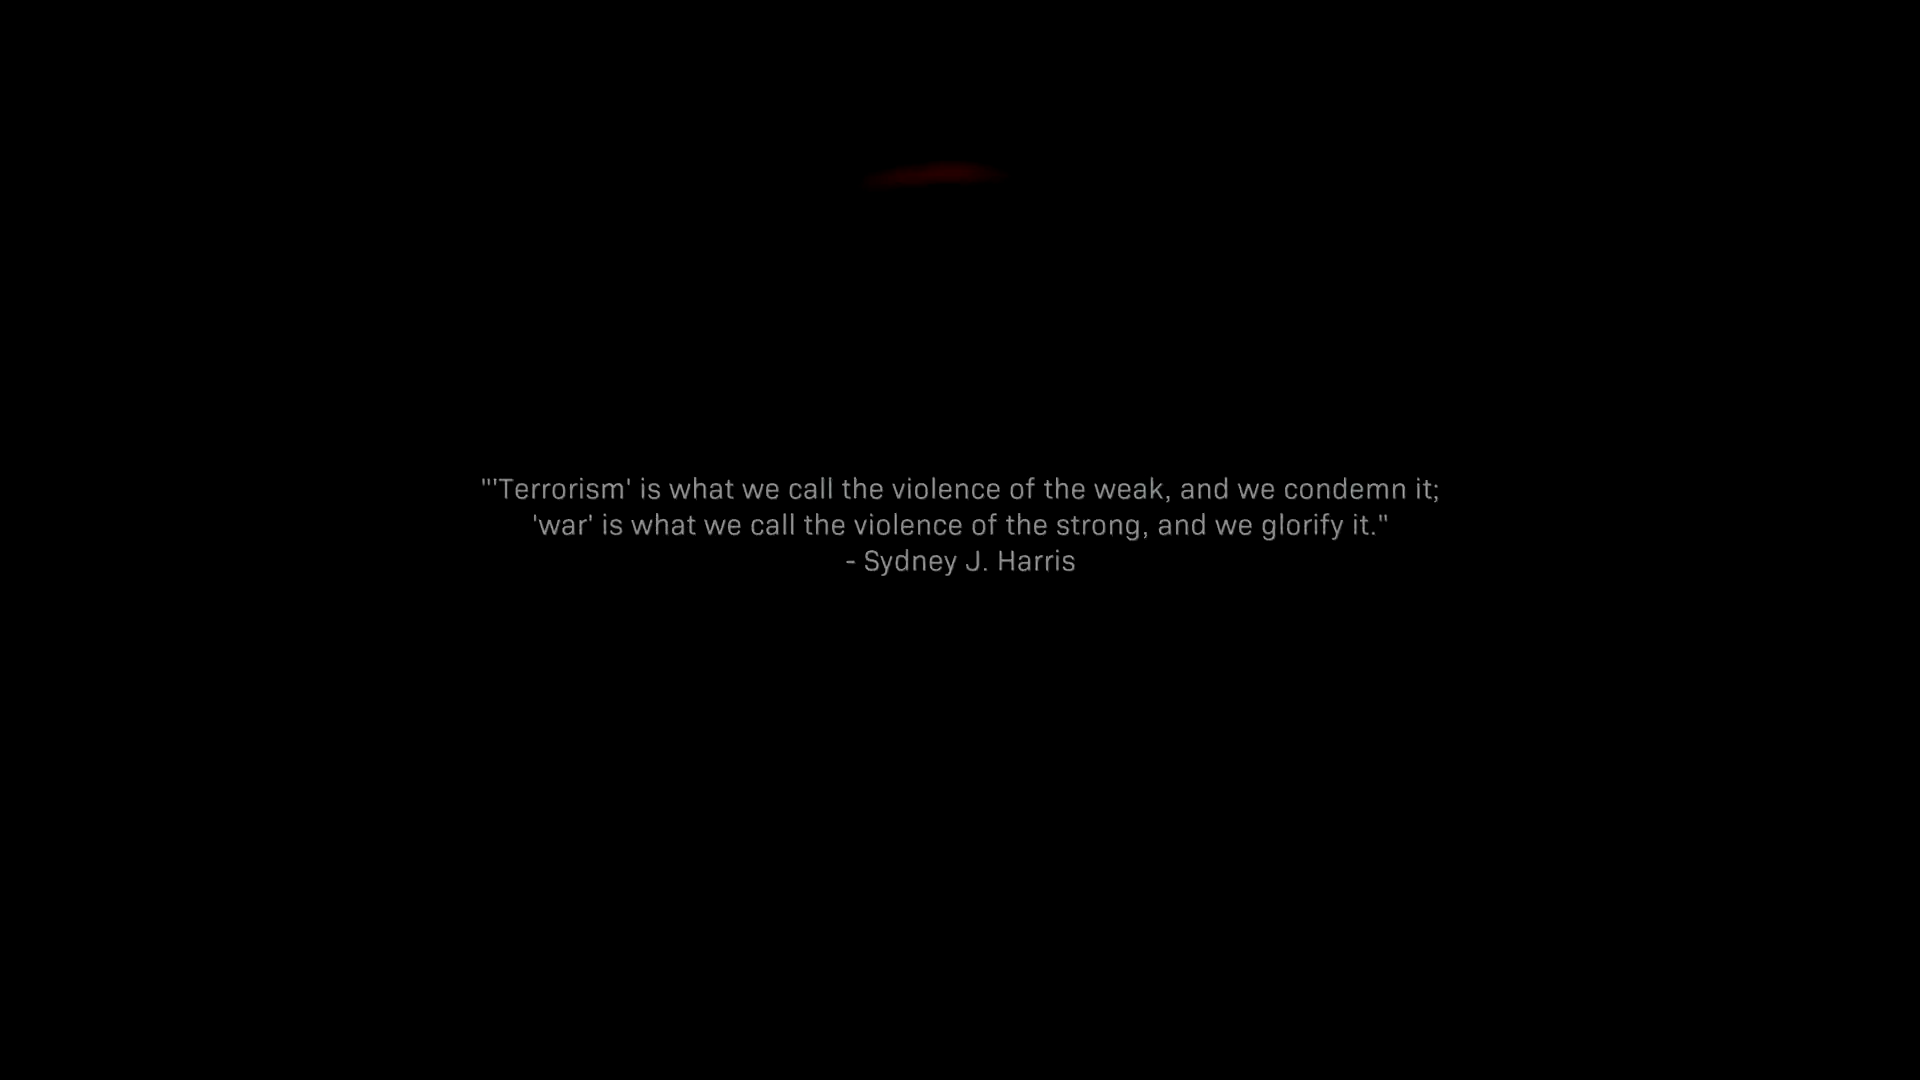 "'Terrorism' is what we call the violence of the weak, and we condemn it;
'war' is what we call the violence of the strong, and we glorify it."
- Sydney J. Harris